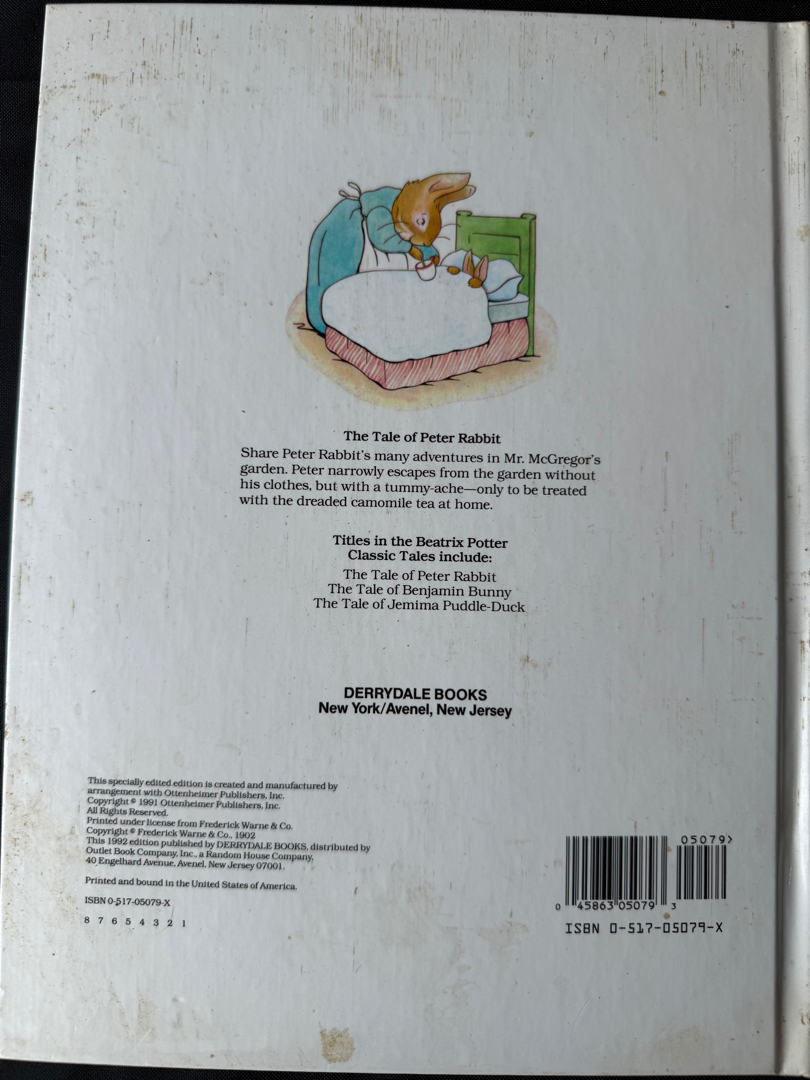 The Tale of Peter Rabbit
Share Peter Rabbit's many adventures in Mr. McGregor's
garden. Peter narrowly escapes from the garden without
his clothes, but with a tummy-ache—only to be treated
with the dreaded camomile tea at home.
Titles in the Beatrix Potter
Classic Tales include:
The Tale of Peter Rabbit
The Tale of Benjamin Bunny
The Tale of Jemima Puddle-Duck
DERRYDALE BOOKS
New York/Avenel, New Jersey
This specially edited edition is created and manufactured by
arrangement with Ottenheimer Publishers, Inc.
Copyright © 1991 Ottenheimer Publishers, Inc.
All Rights Reserved.
Printed under license from Frederick Warne & Co.
Copyright © Frederick Warne & Co., 1902
This 1992 edition published by DERRYDALE BOOKS, distributed by
Outlet Book Company, Inc., a Random House Company,
40 Engelhard Avenue, Avenel, New Jersey 07001.
Printed and bound in the United States of America.
ISBN 0-517-05079-X
8 7 6 5 4 3 2 1
05079>
0 45863 05079 3
ISBN 0-517-05079-X